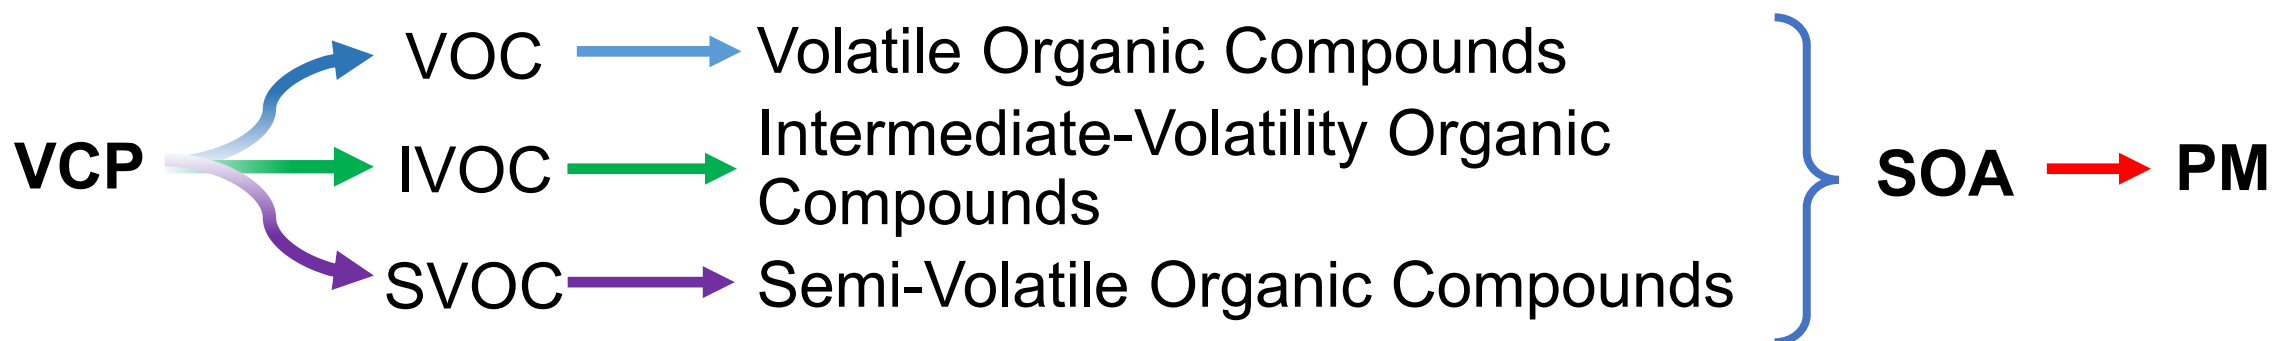 VCP
VOC
Volatile Organic Compounds
IVOC
Intermediate-Volatility Organic
Compounds
SVOC
Semi-Volatile Organic Compounds
SOA
PM